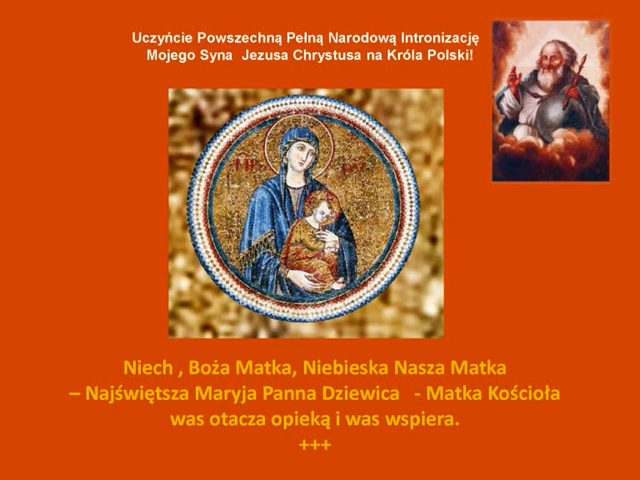 Uczyńcie Powszechną Pełną Narodową Intronizację
Mojego Syna Jezusa Chrystusa na Króla Polski!
Niech , Boża Matka, Niebieska Nasza Matka
– Najświętsza Maryja Panna Dziewica - Matka Kościoła
was otacza opieką i was wspiera.
+++